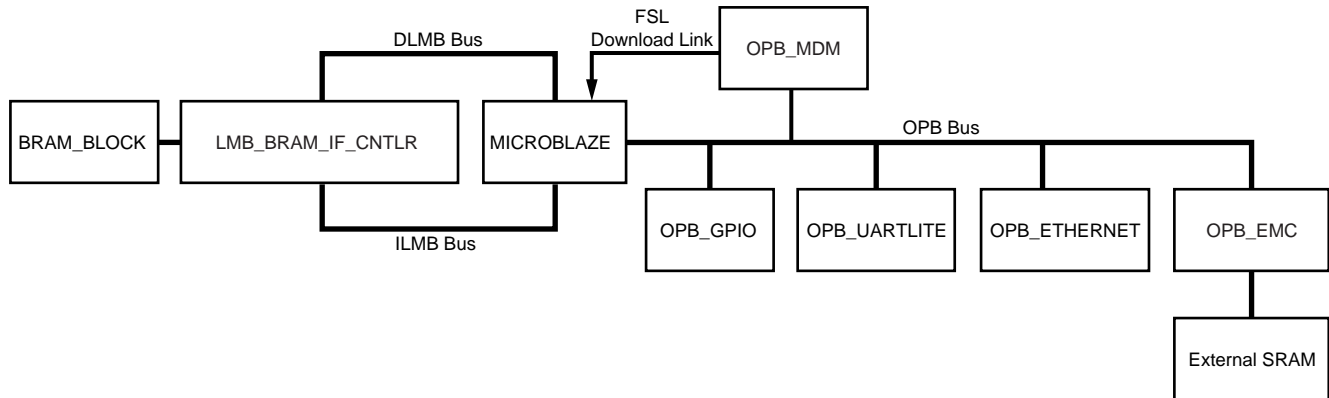 FSL
Download Link
OPB_MDM
DLMB Bus
OPB Bus
BRAM_BLOCK
LMB_BRAM_IF_CNTLR
MICROBLAZE
OPB_GPIO
OPB_UARTLITE
OPB_ETHERNET
OPB_EMC
ILMB Bus
External SRAM